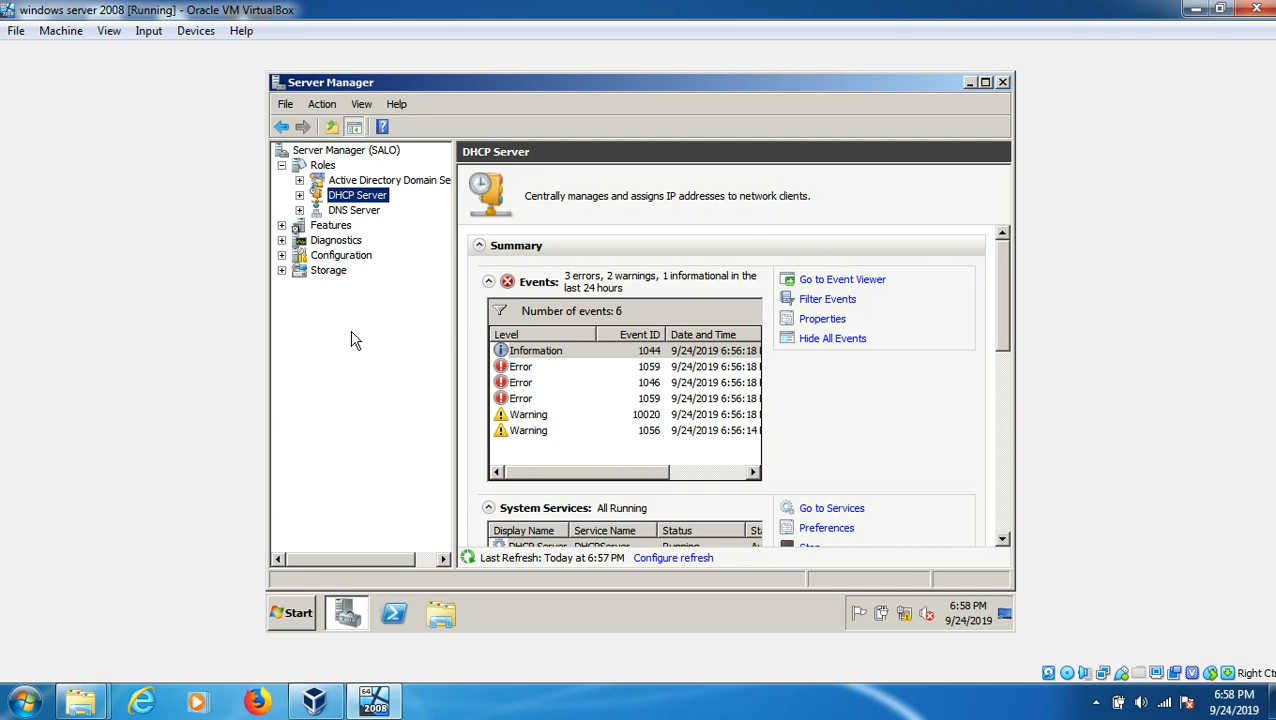 windows server 2008 [Running] - Oracle VM VirtualBox
File Machine View Input Devices Help
Server Manager
File Action View Help
Server Manager (SALO)
Roles
Active Directory Domain Se
DHCP Server
DNS Server
Features
Diagnostics
Configuration
Storage
DHCP Server
Centrally manages and assigns IP addresses to network clients.
Summary
Events: 3 errors, 2 warnings, 1 informational in the
last 24 hours
Number of events: 6
Level Event ID Date and Time
Information 1044 9/24/2019 6:56:18
Error 1059 9/24/2019 6:56:18
Error 1046 9/24/2019 6:56:18
Error 1059 9/24/2019 6:56:18
Warning 10020 9/24/2019 6:56:18
Warning 1056 9/24/2019 6:56:14
Go to Event Viewer
Filter Events
Properties
Hide All Events
System Services: All Running
Display Name Service Name Status St
DHCP Server DHCPServer Running
Go to Services
Preferences
Stop
Last Refresh: Today at 6:57 PM Configure refresh
Start
6:58 PM
9/24/2019
Right Ct
64
2008
6:58 PM
9/24/2019